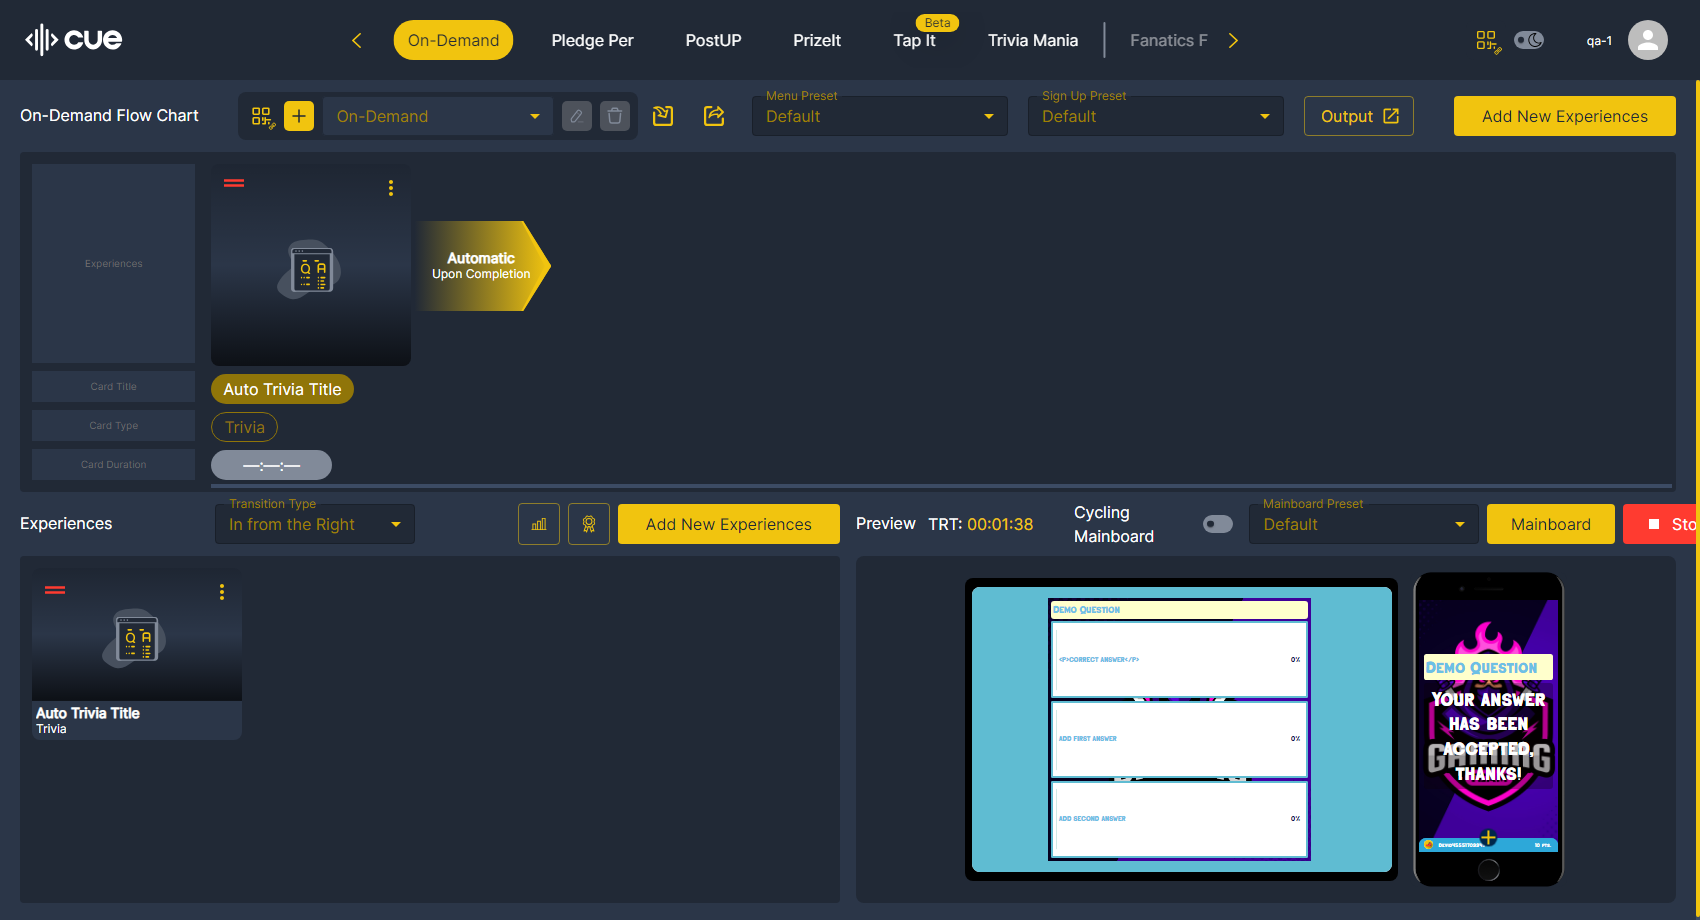 cue
On-Demand
Pledge Per
PostUP
PrizeIt
Beta
Tap It
Trivia Mania
Fanatics F
qa-1
On-Demand Flow Chart
On-Demand
Menu Preset
Default
Sign Up Preset
Default
Output
Add New Experiences
Experiences
Automatic
Upon Completion
Card Title
Auto Trivia Title
Card Type
Trivia
Card Duration
—:—:—
Experiences
Transition Type
In from the Right
Add New Experiences
Preview
TRT: 00:01:38
Cycling
Mainboard
Mainboard Preset
Default
Mainboard
Sto
Auto Trivia Title
Trivia
Demo Question
<P>CORRECT ANSWER</P>
0%
ADD FIRST ANSWER
0%
ADD SECOND ANSWER
0%
Demo Question
YOUR ANSWER
HAS BEEN
ACCEPTED,
THANKS!
GAMING
10 PTS.